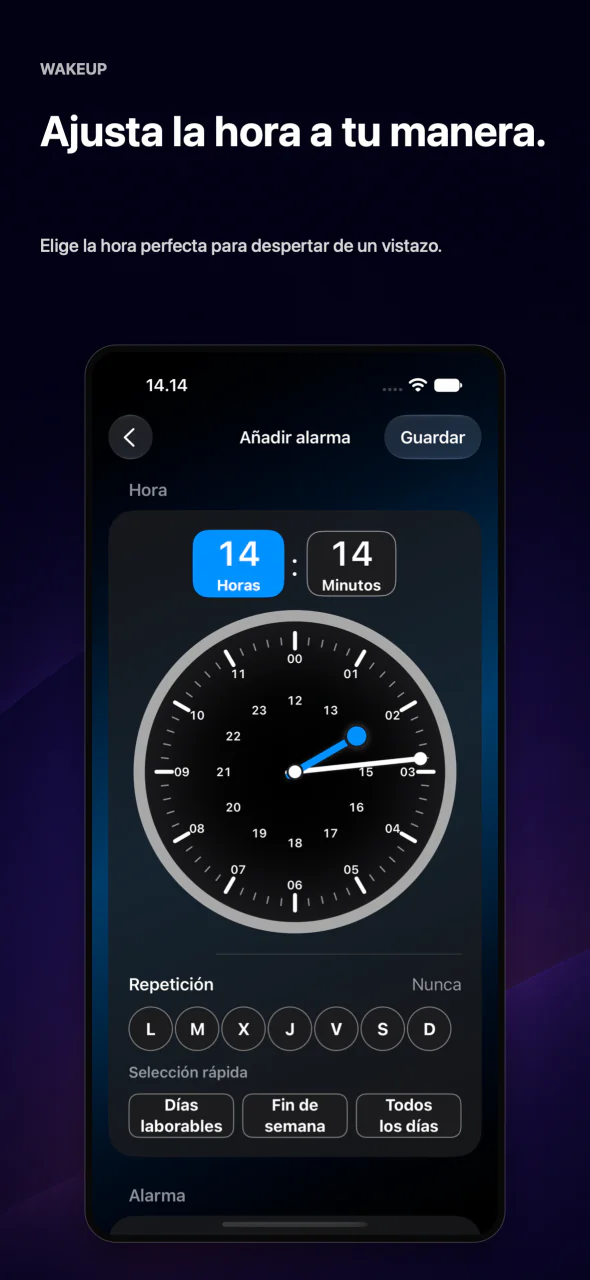 WAKEUP
Ajusta la hora a tu manera.
Elige la hora perfecta para despertar de un vistazo.
14.14
Añadir alarma
Guardar
Hora
14
Horas
:
14
Minutos
00
01
02
03
04
05
06
07
08
09
10
11
12
13
15
16
17
18
19
20
21
22
23
Repetición
Nunca
L
M
X
J
V
S
D
Selección rápida
Días
laborables
Fin de
semana
Todos
los días
Alarma